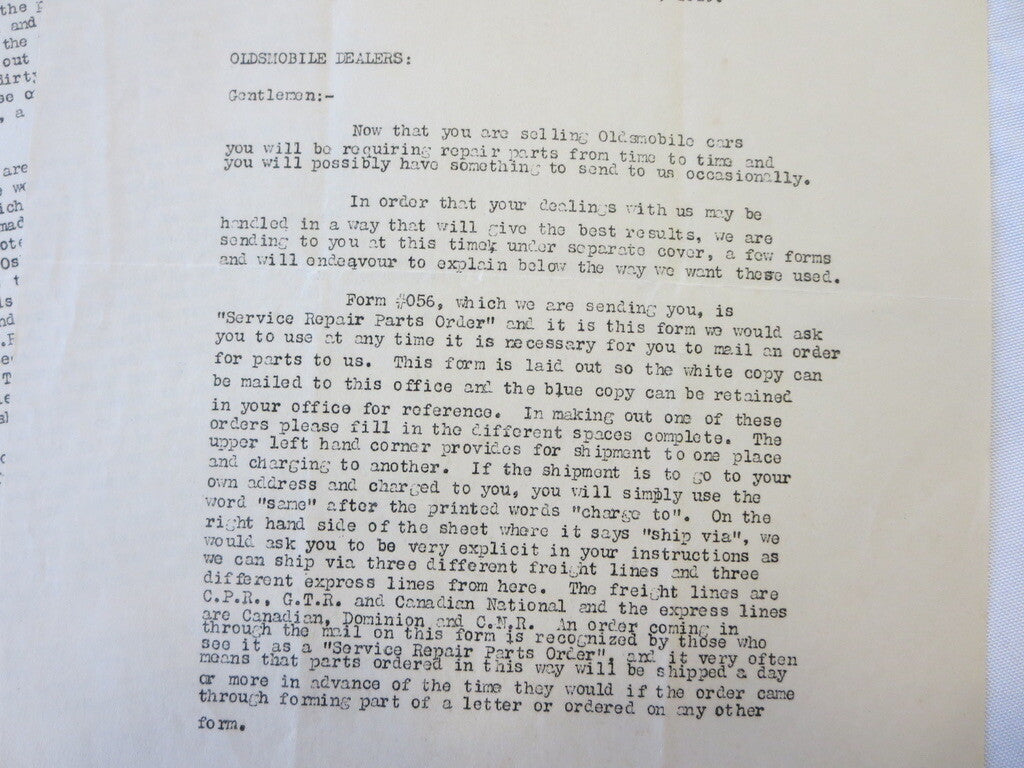 OLDSMOBILE DEALERS:
Gentlemen:-
Now that you are selling Oldsmobile cars
you will be requiring repair parts from time to time and
you will possibly have something to send to us occasionally.
In order that your dealings with us may be
handled in a way that will give the best results, we are
sending to you at this time, under separate cover, a few forms
and will endeavour to explain below the way we want these used.
Form #056, which we are sending you, is
"Service Repair Parts Order" and it is this form we would ask
you to use at any time it is necessary for you to mail an order
for parts to us. This form is laid out so the white copy can
be mailed to this office and the blue copy can be retained
in your office for reference. In making out one of these
orders please fill in the different spaces complete. The
upper left hand corner provides for shipment to one place
and charging to another. If the shipment is to go to your
own address and charged to you, you will simply use the
word "same" after the printed words "charge to". On the
right hand side of the sheet where it says "ship via", we
would ask you to be very explicit in your instructions as
we can ship via three different freight lines and three
different express lines from here. The freight lines are
C.P.R., G.T.R. and Canadian National and the express lines
are Canadian, Dominion and C.N.R. An order coming in
through the mail on this form is recognized by those who
see it as a "Service Repair Parts Order", and it very often
means that parts ordered in this way will be shipped a day
or more in advance of the time they would if the order came
through forming part of a letter or ordered on any other
form.